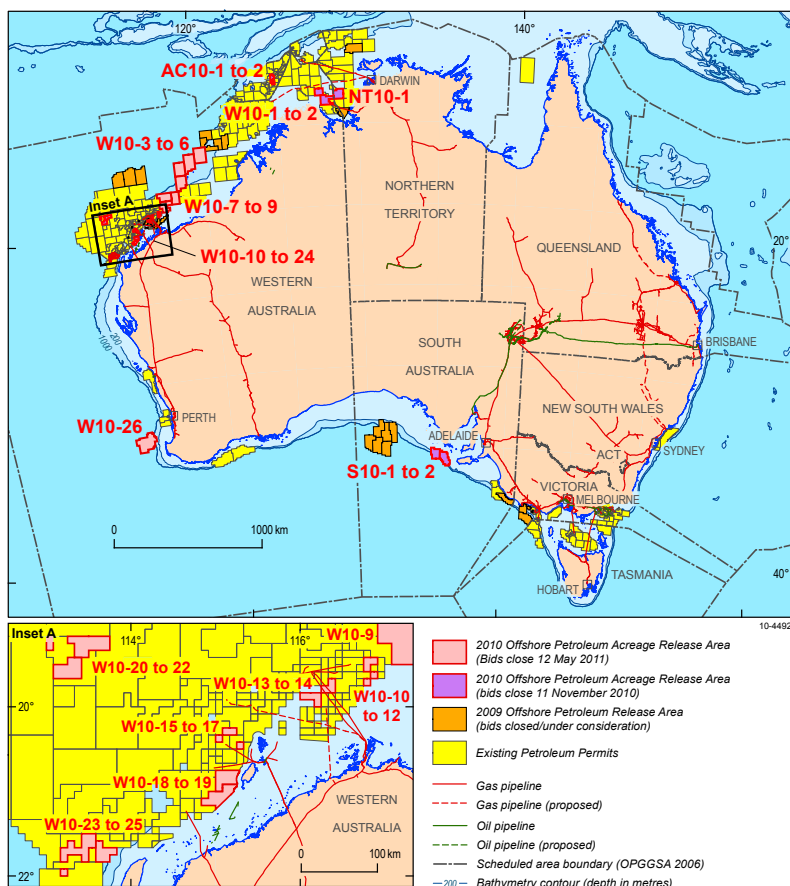 120°
140°
AC10-1 to 2
DARWIN
NT10-1
W10-1 to 2
W10-3 to 6
Inset A
W10-7 to 9
W10-10 to 24
NORTHERN
TERRITORY
QUEENSLAND
20°
WESTERN
AUSTRALIA
SOUTH
AUSTRALIA
200
1000
BRISBANE
NEW SOUTH WALES
PERTH
W10-26
ADELAIDE
ACT
SYDNEY
S10-1 to 2
VICTORIA
MELBOURNE
0
1000 km
HOBART
TASMANIA
40°
10-4492
Inset A
114°
116°
W10-9
W10-20 to 22
W10-13 to 14
W10-10
to 12
20°
W10-15 to 17
W10-18 to 19
WESTERN
AUSTRALIA
W10-23 to 25
0
100 km
22°
2010 Offshore Petroleum Acreage Release Area
(Bids close 12 May 2011)
2010 Offshore Petroleum Acreage Release Area
(bids close 11 November 2010)
2009 Offshore Petroleum Release Area
(bids closed/under consideration)
Existing Petroleum Permits
Gas pipeline
Gas pipeline (proposed)
Oil pipeline
Oil pipeline (proposed)
Scheduled area boundary (OPGGSA 2006)
200
Bathymetry contour (depth in metres)